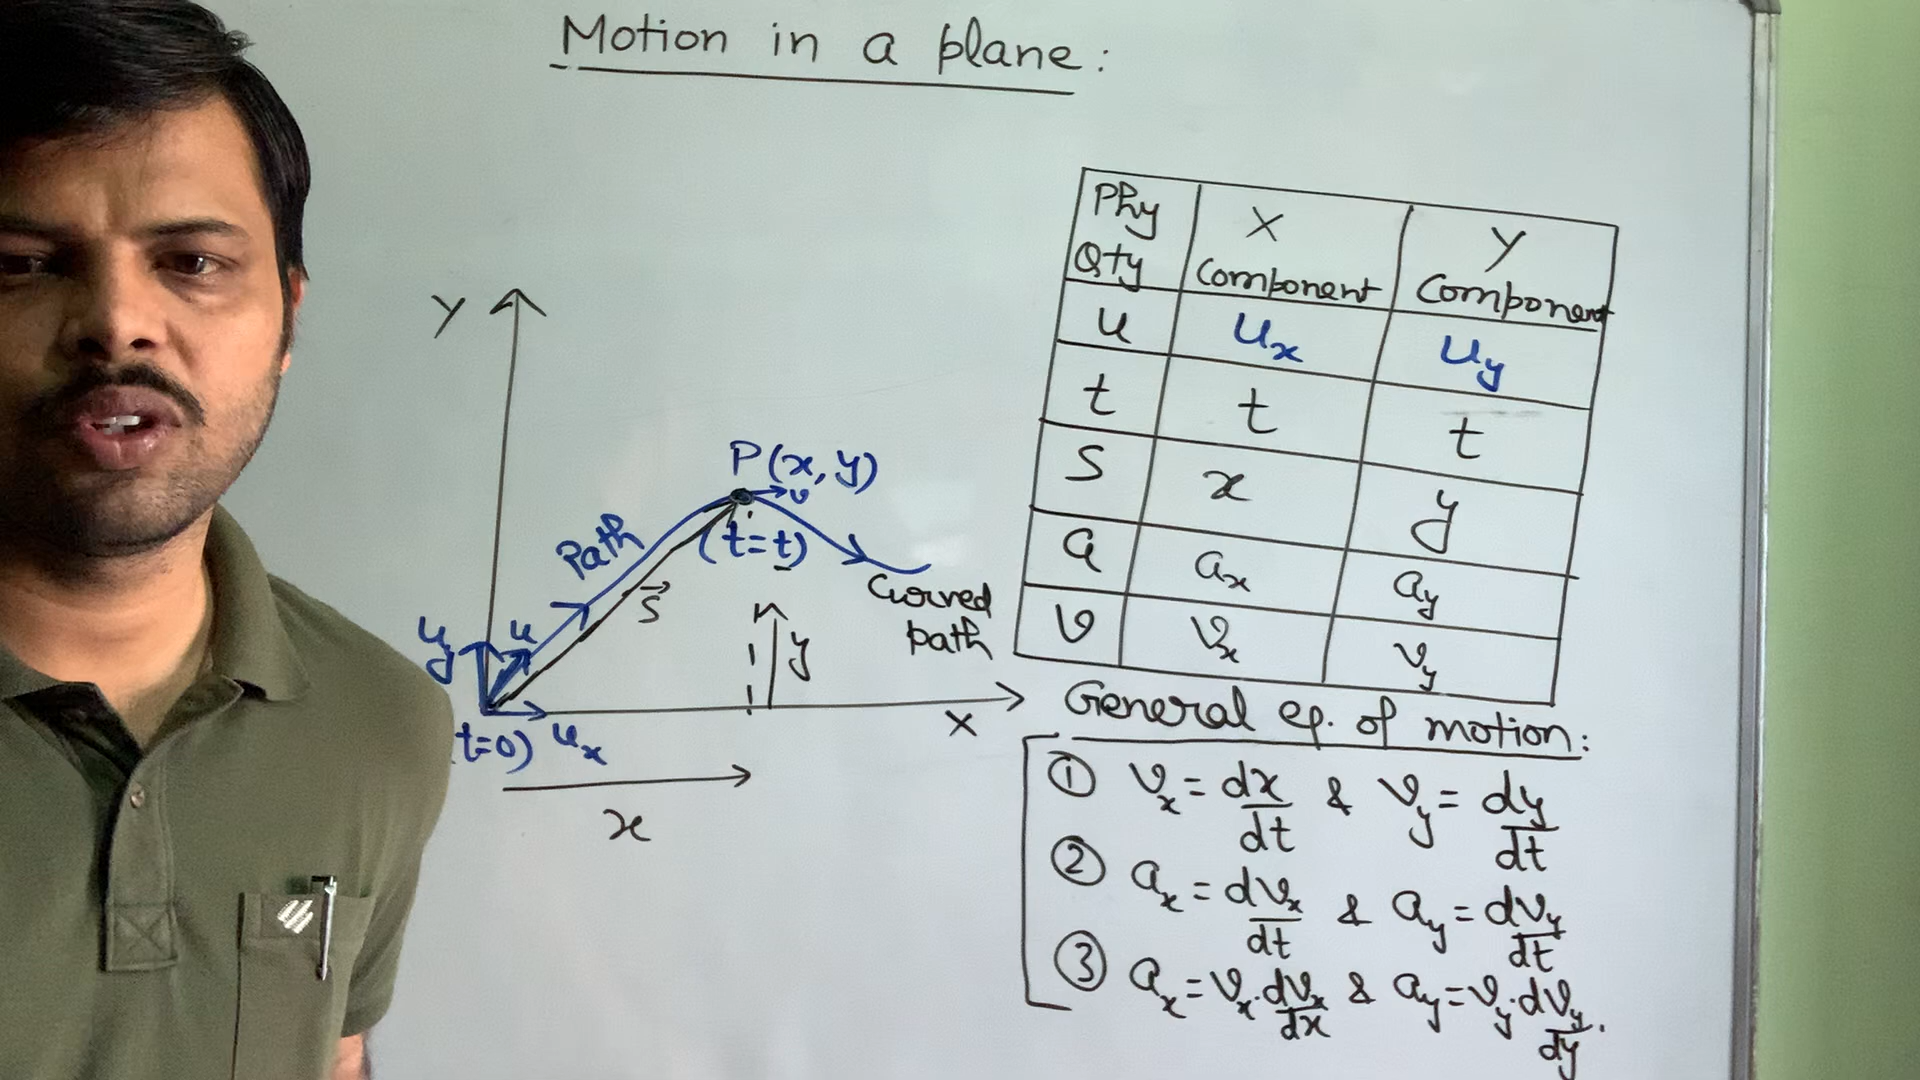 Motion in a plane:
Y
P(x, y)
v
(t=t)
Path
S
u
uy
t=0)
ux
y
Curved
path
X
x
Phy Qty X Component Y Component
u ux uy
t t t
S x y
a ax ay
v vx vy
General eq. of motion:
① vx = dx/dt & vy = dy/dt
② ax = dvx/dt & ay = dvy/dt
③ ax = vx.dvx/dx & ay = vy.dvy/dy.